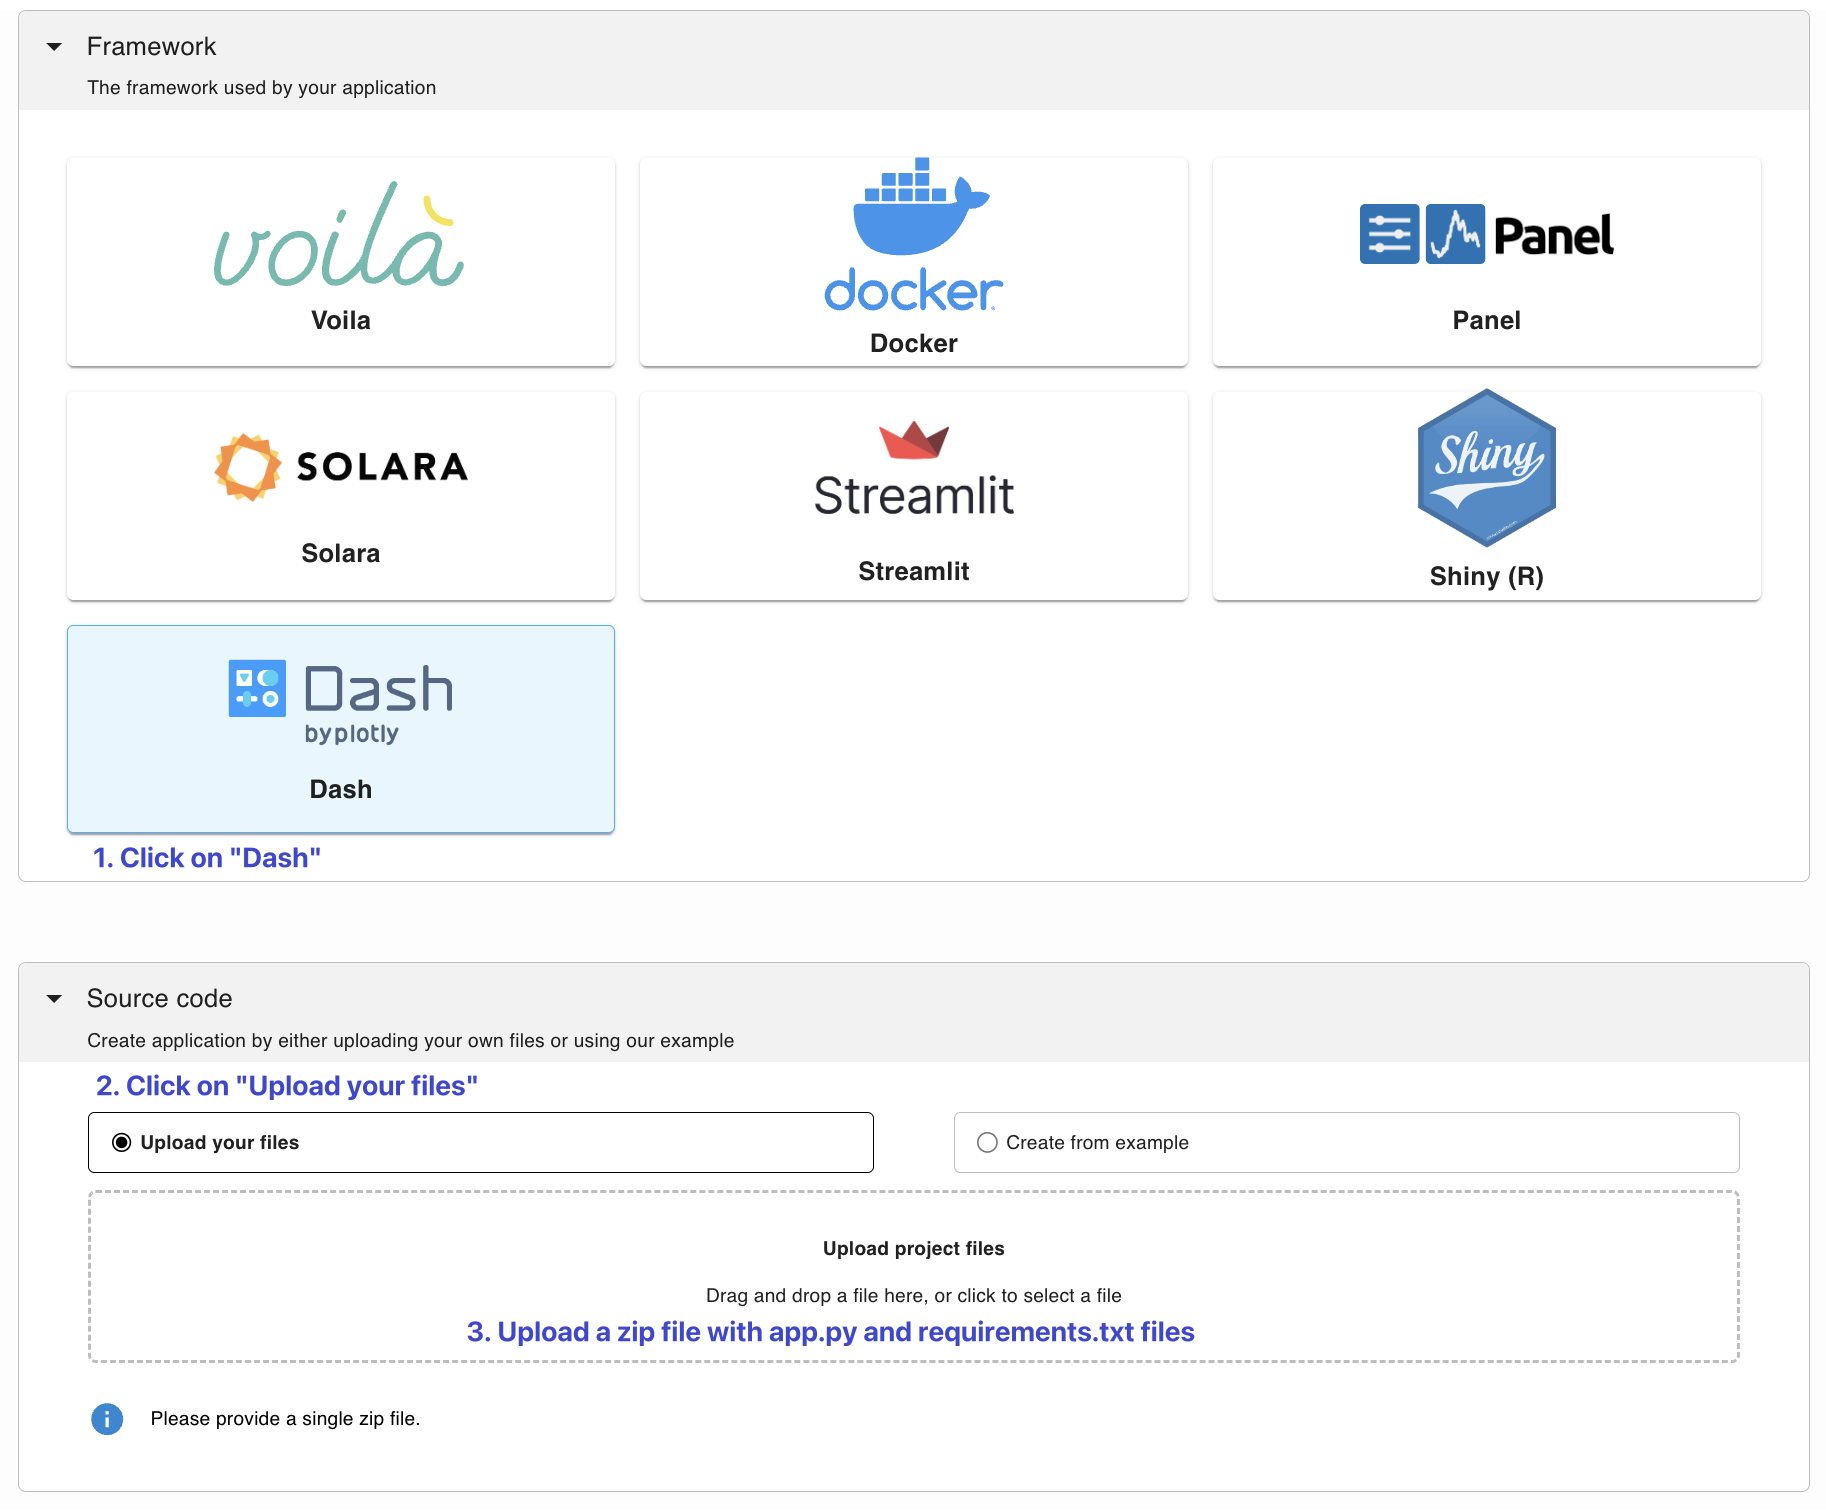 Framework
The framework used by your application
voilà
Voila
docker
Docker
Panel
Panel
SOLARA
Solara
Streamlit
Streamlit
Shiny
Shiny (R)
Dash
by plotly
Dash
1. Click on "Dash"
Source code
Create application by either uploading your own files or using our example
2. Click on "Upload your files"
Upload your files
Create from example
Upload project files
Drag and drop a file here, or click to select a file
3. Upload a zip file with app.py and requirements.txt files
Please provide a single zip file.